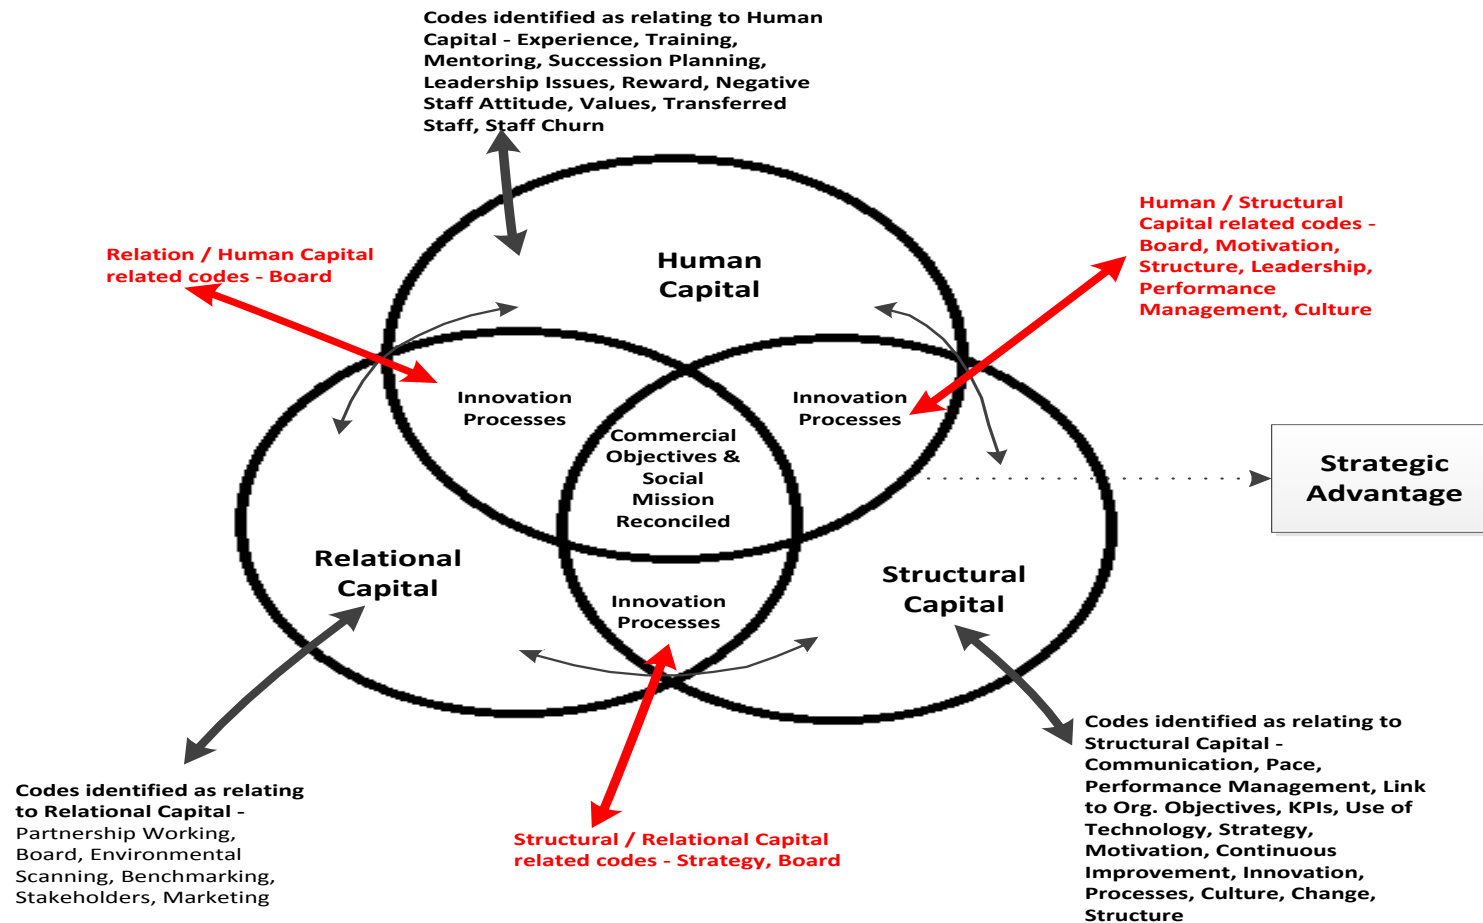 Codes identified as relating to Human
Capital - Experience, Training,
Mentoring, Succession Planning,
Leadership Issues, Reward, Negative
Staff Attitude, Values, Transferred
Staff, Staff Churn
Human / Structural
Capital related codes -
Board, Motivation,
Structure, Leadership,
Performance
Management, Culture
Relation / Human Capital
related codes - Board
Human
Capital
Innovation
Processes
Innovation
Processes
Commercial
Objectives &
Social
Mission
Reconciled
Strategic
Advantage
Relational
Capital
Structural
Capital
Innovation
Processes
Codes identified as relating to
Structural Capital -
Communication, Pace,
Performance Management, Link
to Org. Objectives, KPIs, Use of
Technology, Strategy,
Motivation, Continuous
Improvement, Innovation,
Processes, Culture, Change,
Structure
Codes identified as relating
to Relational Capital -
Partnership Working,
Board, Environmental
Scanning, Benchmarking,
Stakeholders, Marketing
Structural / Relational Capital
related codes - Strategy, Board